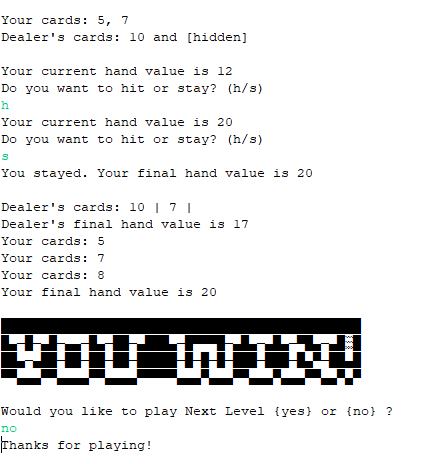 Your cards: 5, 7
Dealer's cards: 10 and [hidden]
Your current hand value is 12
Do you want to hit or stay? (h/s)
h
Your current hand value is 20
Do you want to hit or stay? (h/s)
s
You stayed. Your final hand value is 20
Dealer's cards: 10 | 7 |
Dealer's final hand value is 17
Your cards: 5
Your cards: 7
Your cards: 8
Your final hand value is 20
Would you like to play Next Level {yes} or {no} ?
no
Thanks for playing!